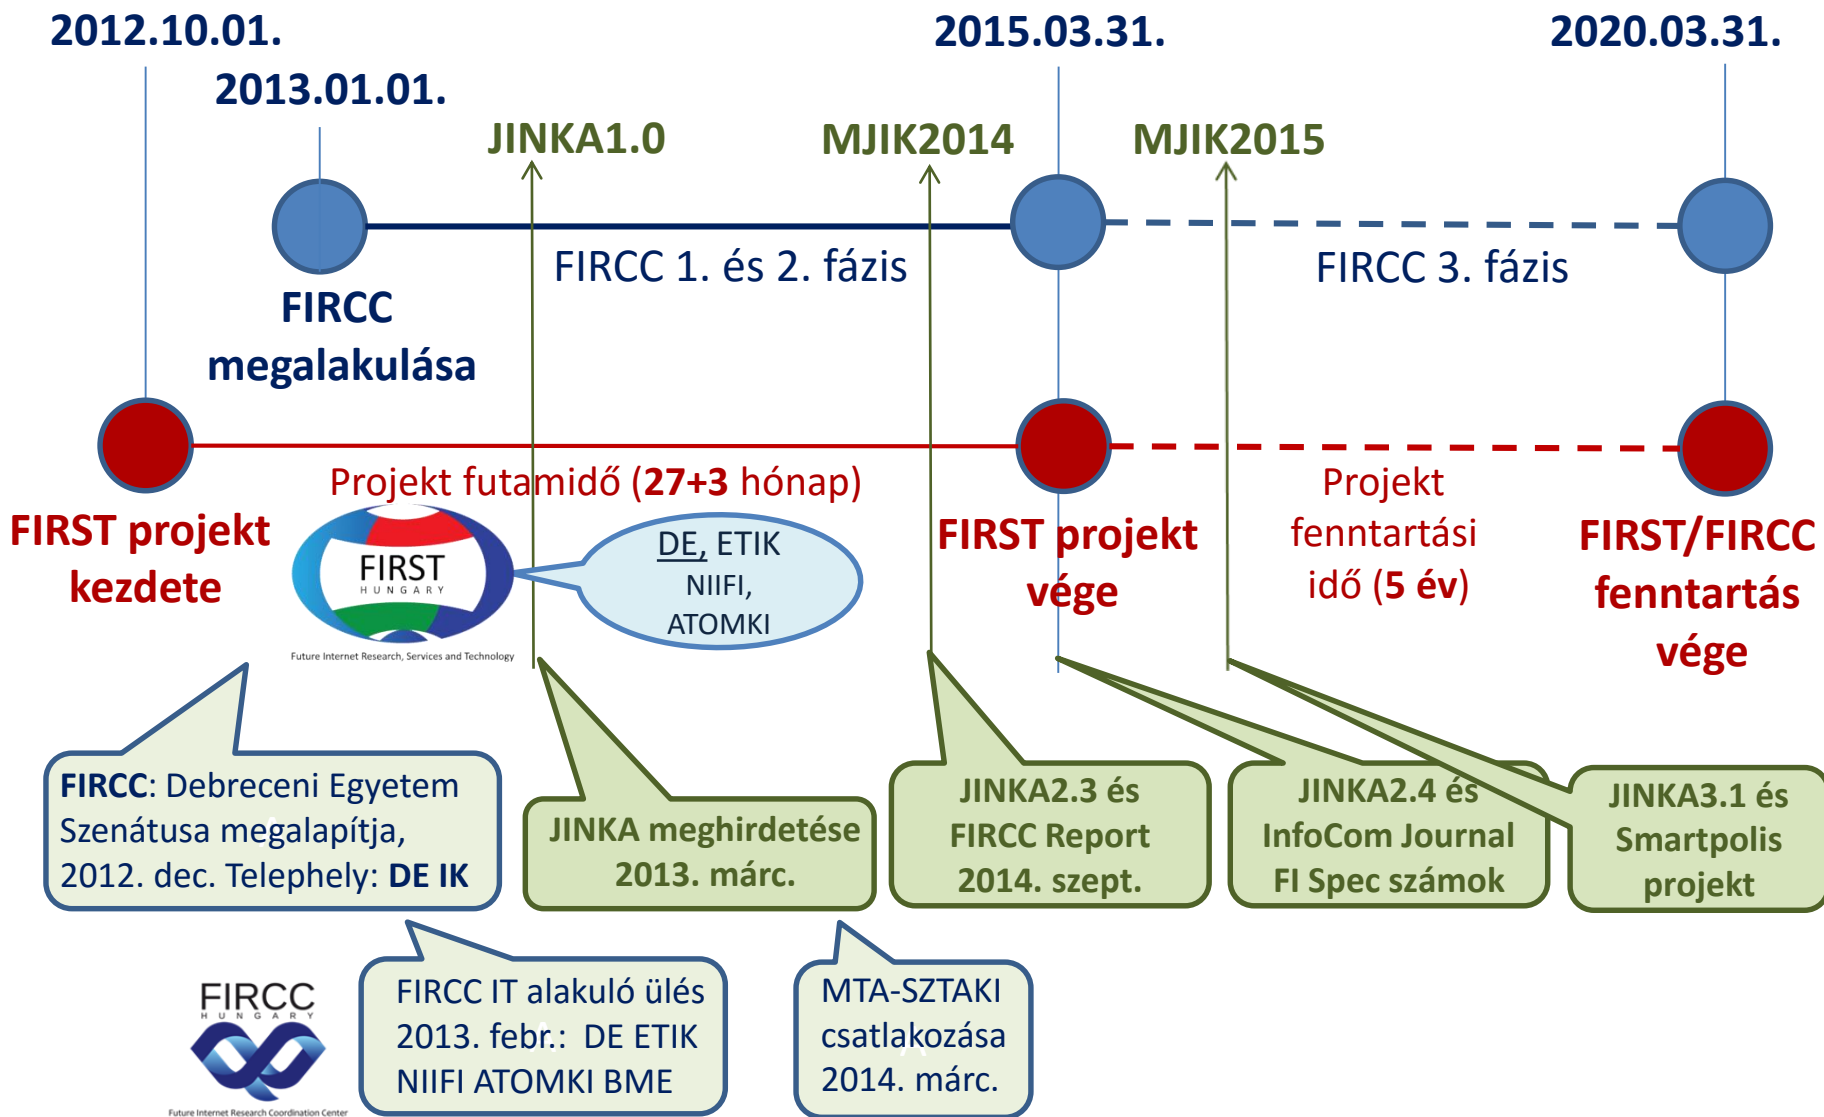 2012.10.01.
2015.03.31.
2020.03.31.
2013.01.01.
JINKA1.0
MJIK2014
MJIK2015
FIRCC 1. és 2. fázis
FIRCC 3. fázis
FIRCC
megalakulása
Projekt futamidő (27+3 hónap)
FIRST projekt
kezdete
FIRST
HUNGARY
Future Internet Research, Services and Technology
DE, ETIK
NIIFI,
ATOMKI
FIRST projekt
vége
Projekt
fenntartási
idő (5 év)
FIRST/FIRCC
fenntartás
vége
FIRCC: Debreceni Egyetem
Szenátusa megalapítja,
2012. dec. Telephely: DE IK
JINKA meghirdetése
2013. márc.
JINKA2.3 és
FIRCC Report
2014. szept.
JINKA2.4 és
InfoCom Journal
FI Spec számok
JINKA3.1 és
Smartpolis
projekt
FIRCC
HUNGARY
Future Internet Research Coordination Center
FIRCC IT alakuló ülés
2013. febr.: DE ETIK
NIIFI ATOMKI BME
MTA-SZTAKI
csatlakozása
2014. márc.